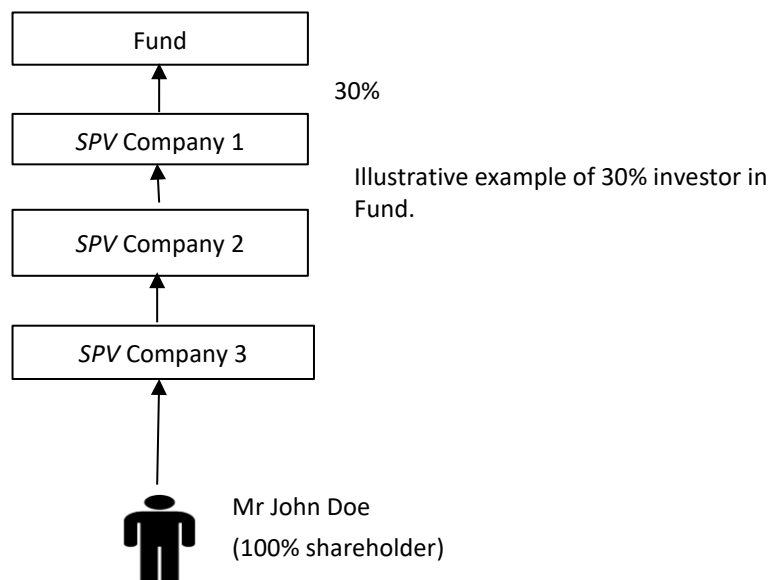 Fund
30%
SPV Company 1
Illustrative example of 30% investor in
Fund.
SPV Company 2
SPV Company 3
Mr John Doe
(100% shareholder)